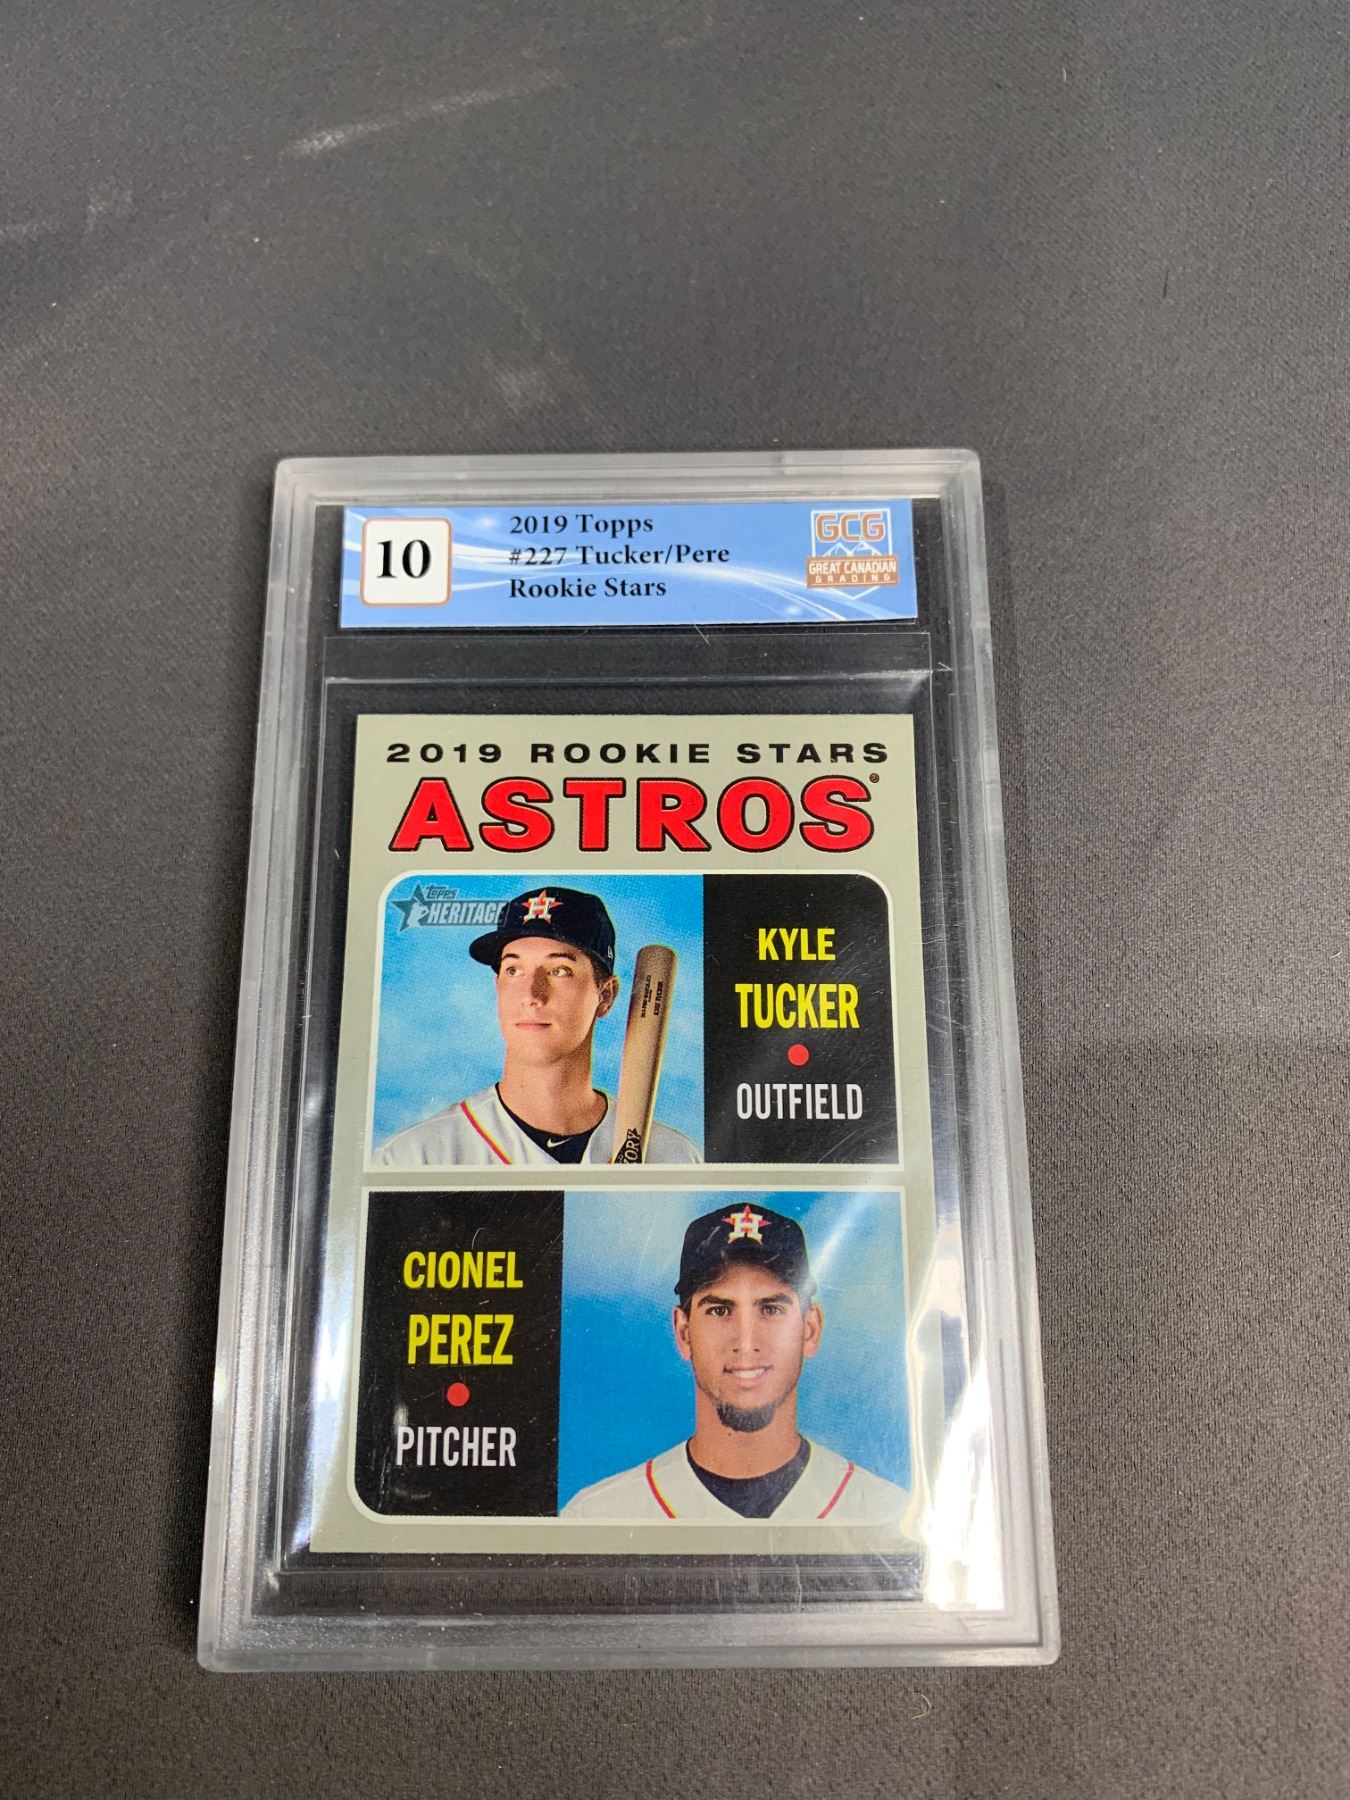 10
2019 Topps
#227 Tucker/Pere
Rookie Stars
GCG
GREAT CANADIAN
GRADING
2019 ROOKIE STARS
ASTROS®
Topps
HERITAGE
H
KYLE
TUCKER
OUTFIELD
CIONEL
PEREZ
PITCHER
H